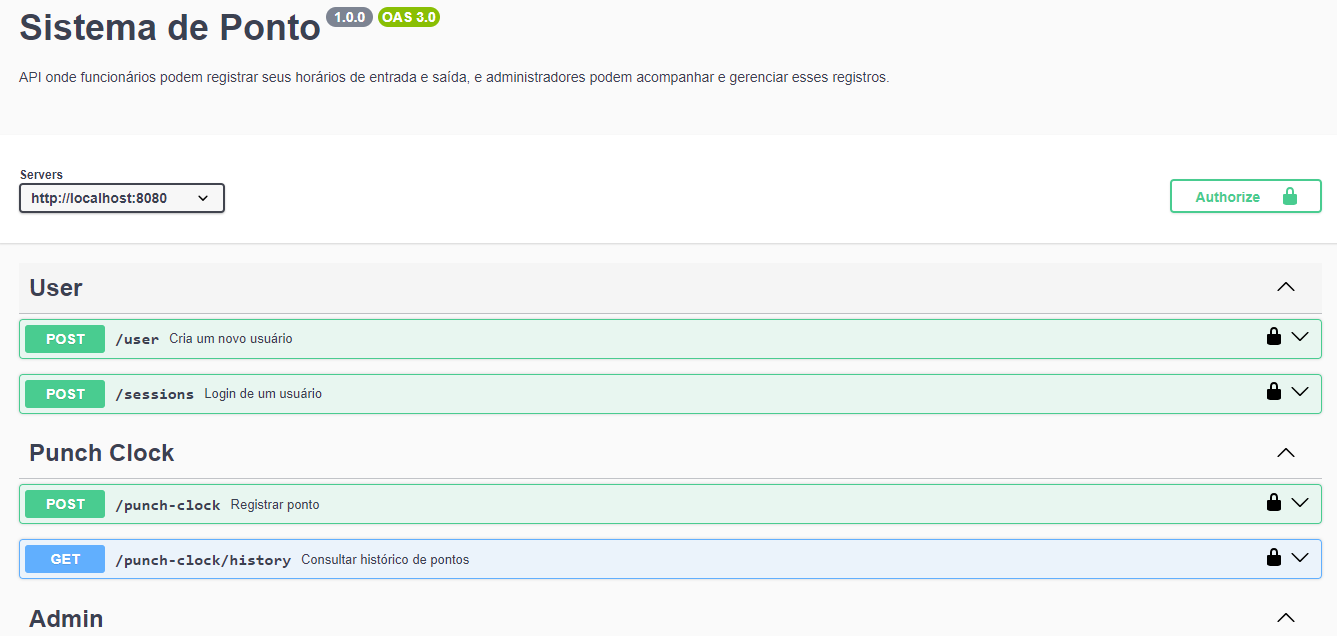 Sistema de Ponto 1.0.0 OAS 3.0
API onde funcionários podem registrar seus horários de entrada e saída, e administradores podem acompanhar e gerenciar esses registros.
Servers
http://localhost:8080
Authorize
User
POST /user Cria um novo usuário
POST /sessions Login de um usuário
Punch Clock
POST /punch-clock Registrar ponto
GET /punch-clock/history Consultar histórico de pontos
Admin